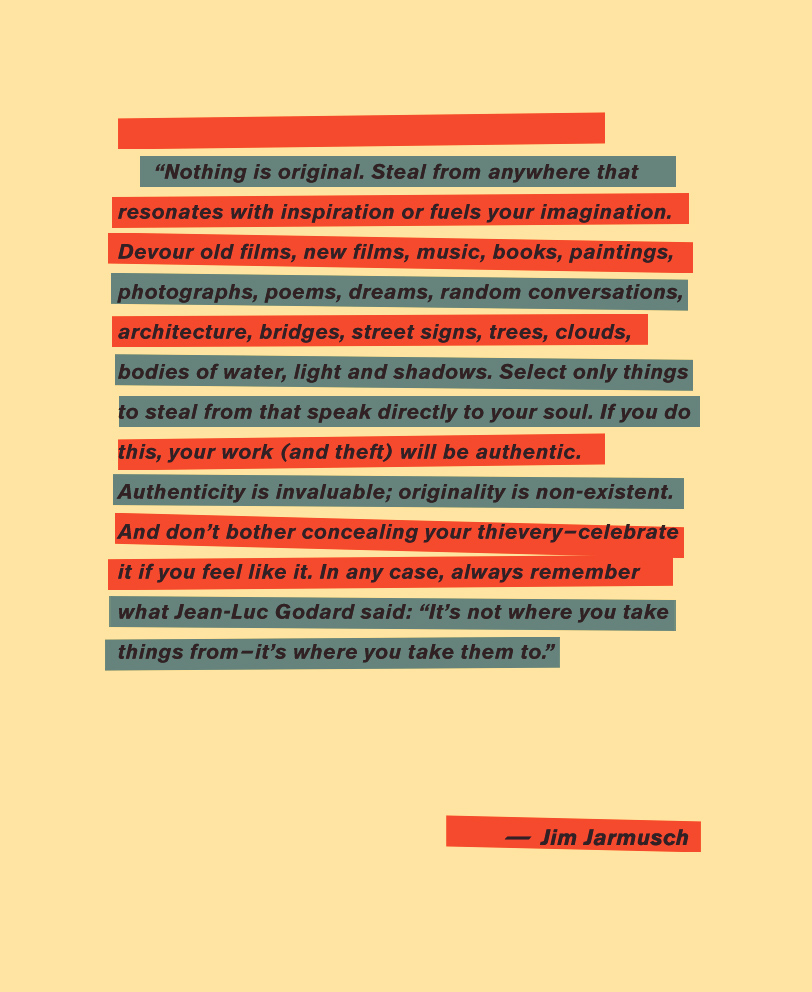 “Nothing is original. Steal from anywhere that
resonates with inspiration or fuels your imagination.
Devour old films, new films, music, books, paintings,
photographs, poems, dreams, random conversations,
architecture, bridges, street signs, trees, clouds,
bodies of water, light and shadows. Select only things
to steal from that speak directly to your soul. If you do
this, your work (and theft) will be authentic.
Authenticity is invaluable; originality is non-existent.
And don’t bother concealing your thievery–celebrate
it if you feel like it. In any case, always remember
what Jean-Luc Godard said: “It’s not where you take
things from–it’s where you take them to.”
— Jim Jarmusch